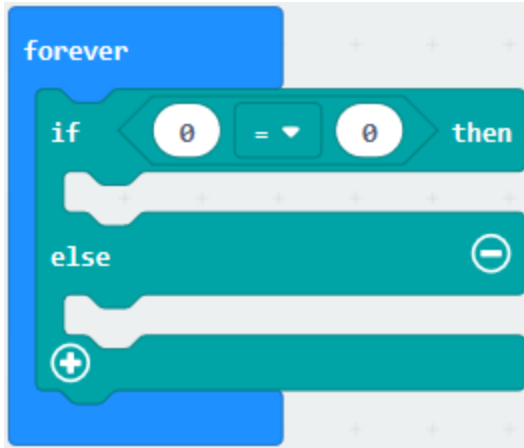 forever
if 0 = 0 then
else